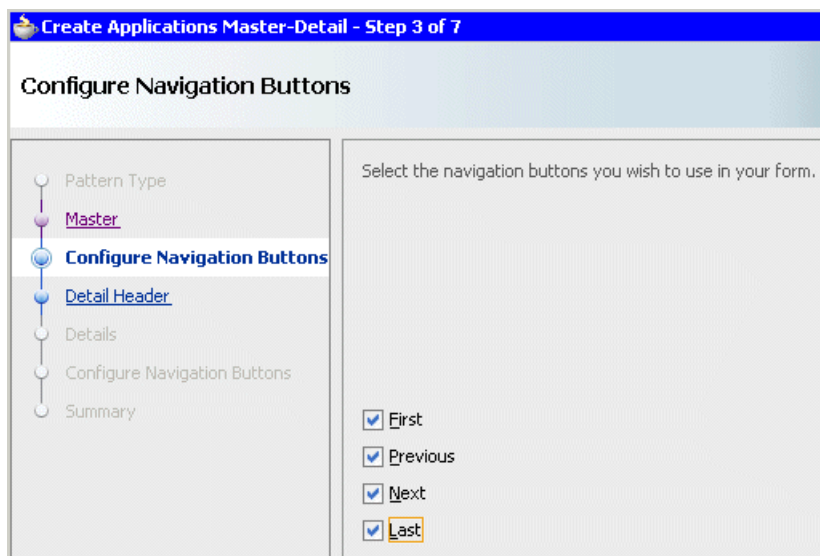 Create Applications Master-Detail - Step 3 of 7
Configure Navigation Buttons
Pattern Type
Master
Configure Navigation Buttons
Detail Header
Details
Configure Navigation Buttons
Summary
Select the navigation buttons you wish to use in your form.
First
Previous
Next
Last